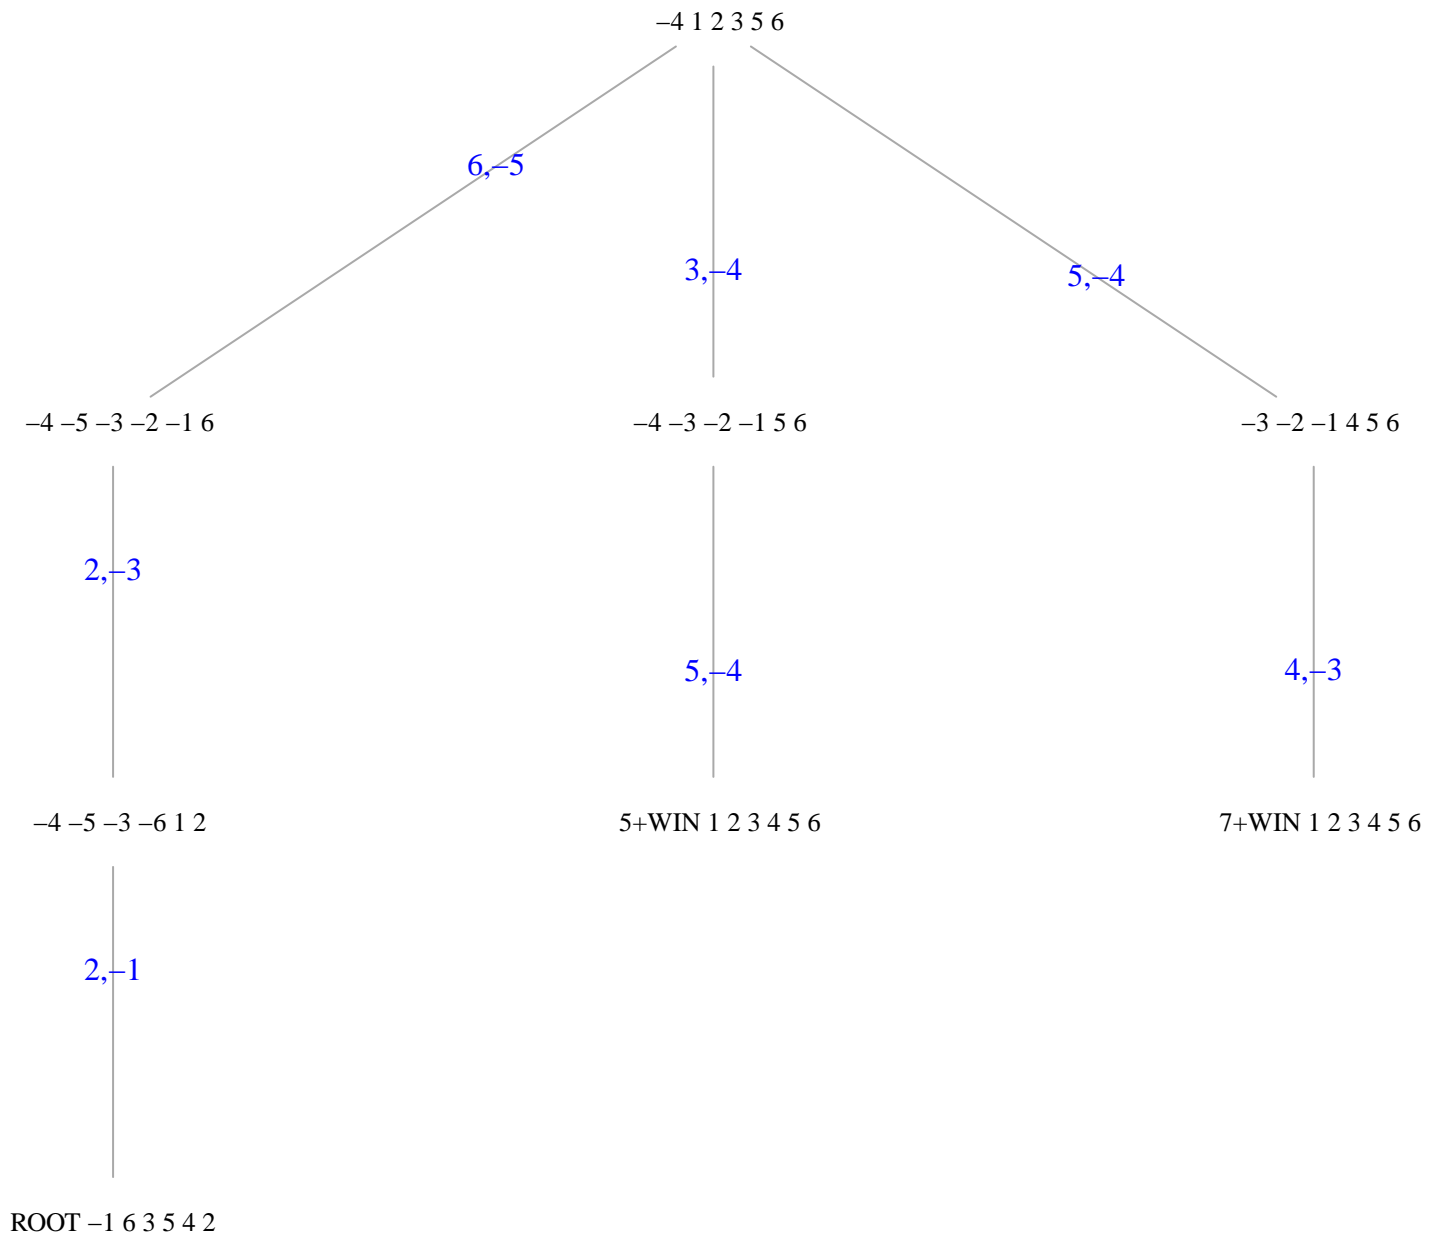 –4 1 2 3 5 6
6,–5
3,–4
5,–4
–4 –5 –3 –2 –1 6
–4 –3 –2 –1 5 6
–3 –2 –1 4 5 6
2,–3
5,–4
4,–3
–4 –5 –3 –6 1 2
5+WIN 1 2 3 4 5 6
7+WIN 1 2 3 4 5 6
2,–1
ROOT –1 6 3 5 4 2